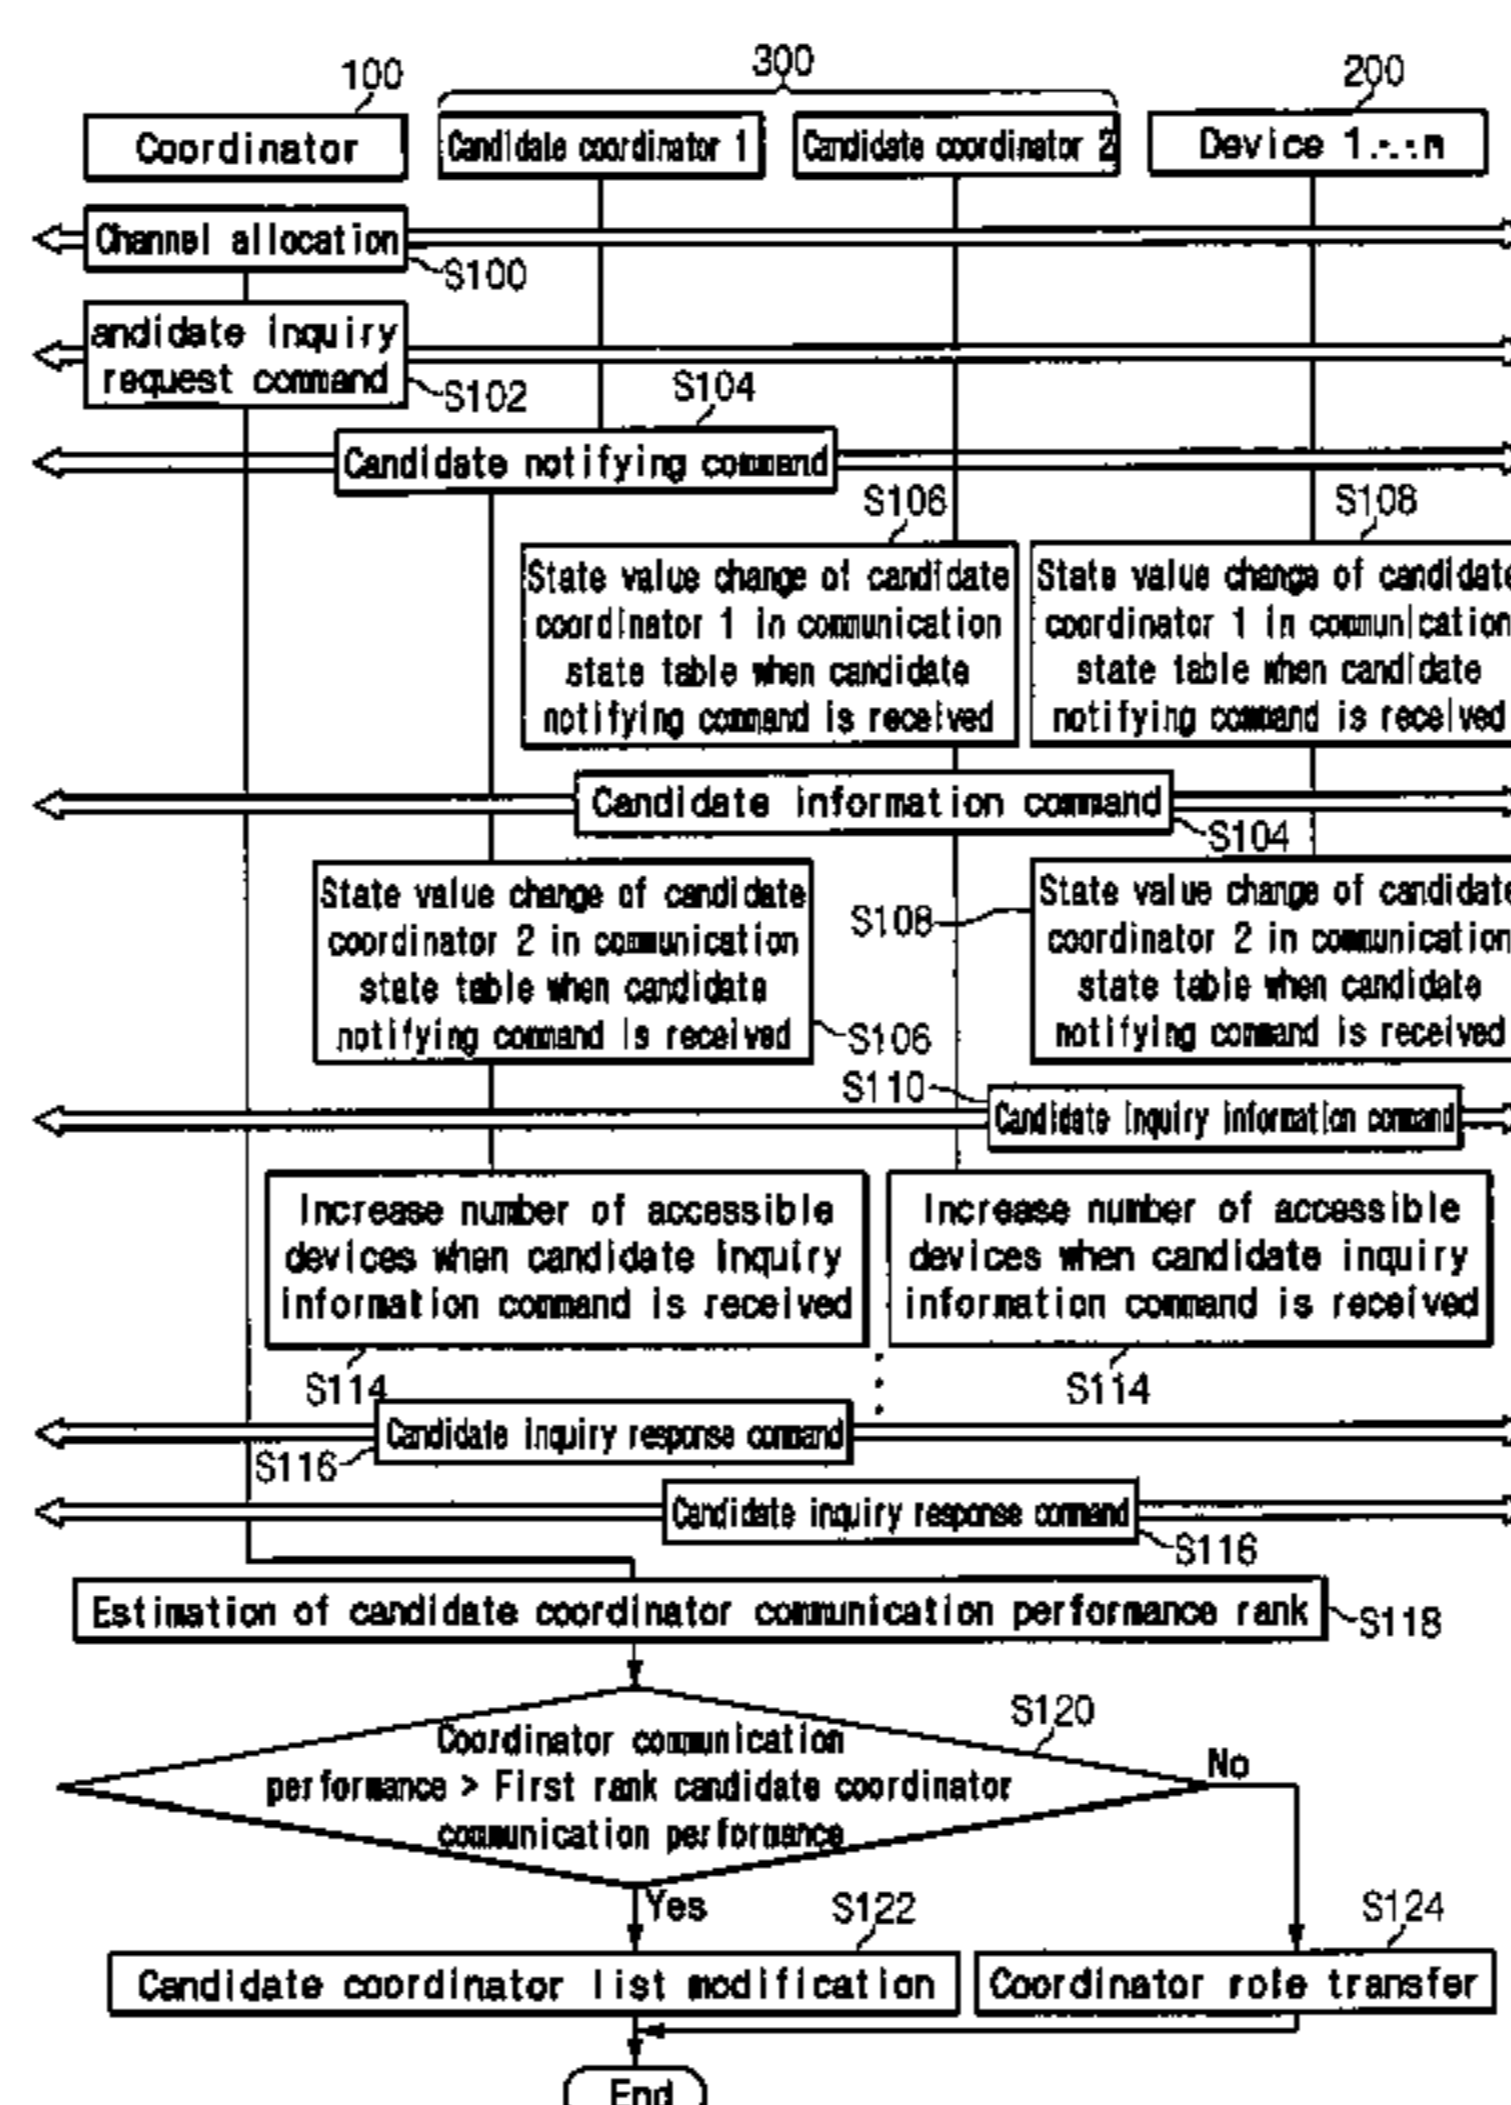 100
300
200
Coordinator
Candidate coordinator 1
Candidate coordinator 2
Device 1...n
Channel allocation
S100
andidate inquiry
request command
S102
S104
Candidate notifying command
S106
S108
State value change of candidate
coordinator 1 in communication
state table when candidate
notifying command is received
State value change of candidate
coordinator 1 in communication
state table when candidate
notifying command is received
Candidate information command
S104
State value change of candidate
coordinator 2 in communication
state table when candidate
notifying command is received
S106
S108
State value change of candidate
coordinator 2 in communication
state table when candidate
notifying command is received
S110
Candidate inquiry information command
Increase number of accessible
devices when candidate inquiry
information command is received
S114
Increase number of accessible
devices when candidate inquiry
information command is received
S114
Candidate inquiry response command
S116
Candidate inquiry response command
S116
Estimation of candidate coordinator communication performance rank
S118
S120
Coordinator communication
performance > First rank candidate coordinator
communication performance
No
Yes
S122
S124
Candidate coordinator list modification
Coordinator role transfer
End